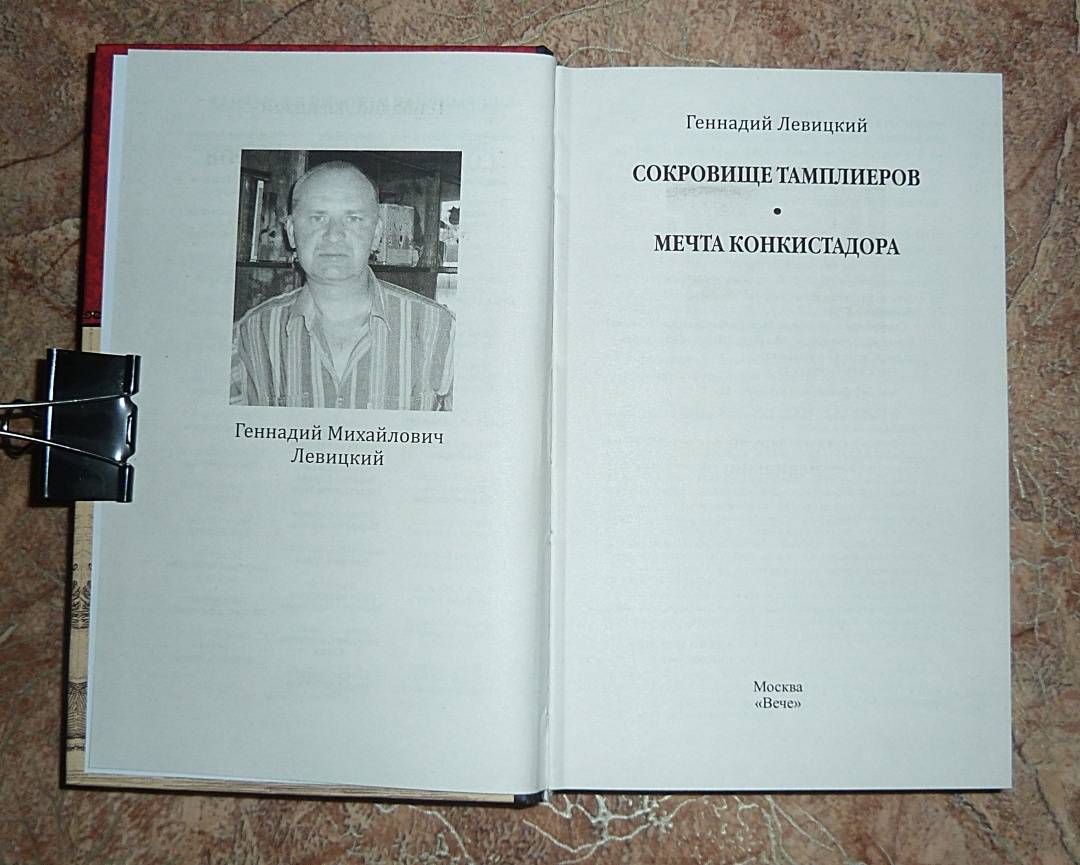 Геннадий Михайлович
Левицкий
Геннадий Левицкий
СОКРОВИЩЕ ТАМПЛИЕРОВ
•
МЕЧТА КОНКИСТАДОРА
Москва
«Вече»